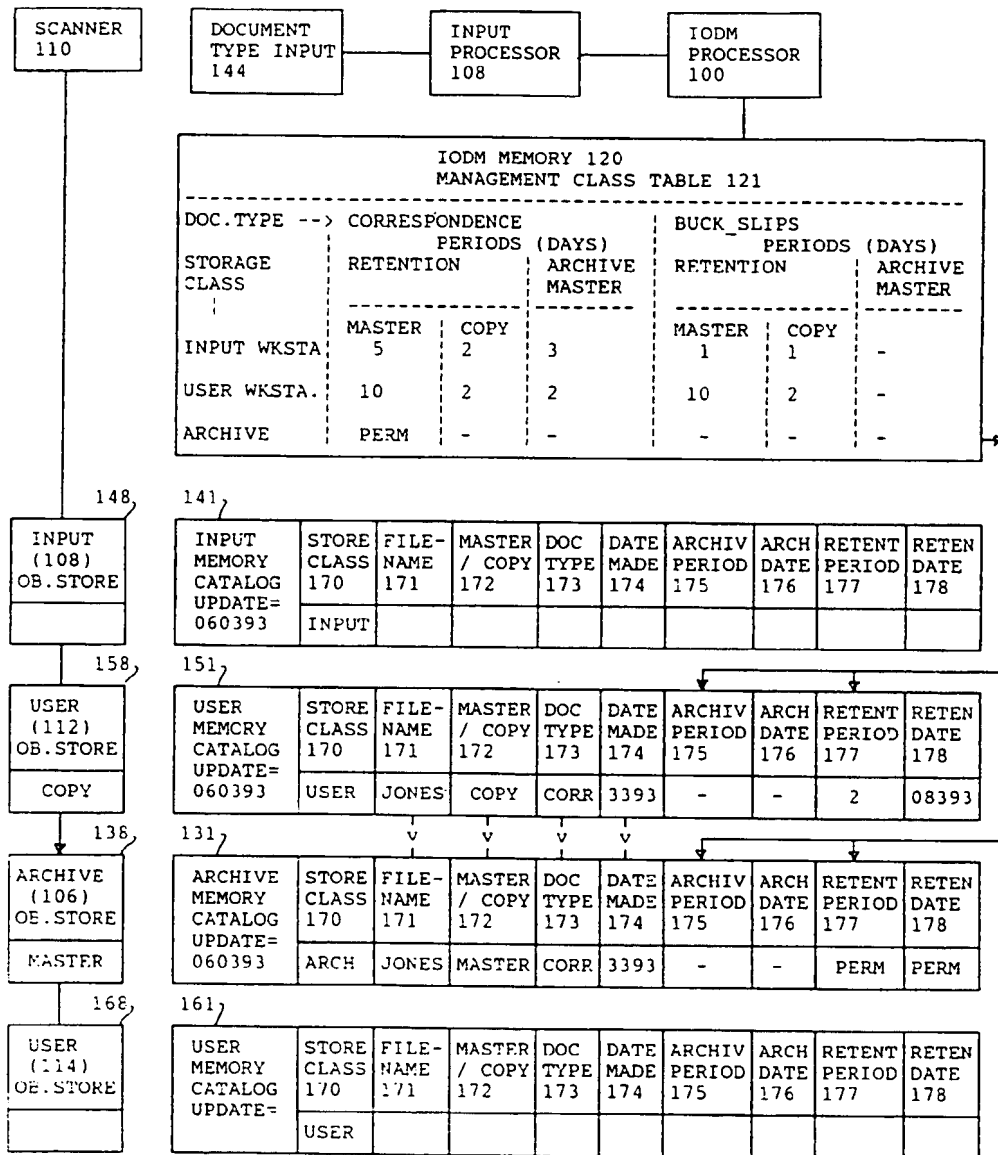 SCANNER
110
DOCUMENT
TYPE INPUT
144
INPUT
PROCESSOR
108
IODM
PROCESSOR
100
IODM MEMORY 120
MANAGEMENT CLASS TABLE 121
DOC.TYPE --> CORRESPONDENCE BUCK_SLIPS
PERIODS (DAYS) PERIODS (DAYS)
STORAGE RETENTION ARCHIVE RETENTION ARCHIVE
CLASS MASTER MASTER
MASTER COPY MASTER COPY
INPUT WKSTA 5 2 3 1 1 -
USER WKSTA. 10 2 2 10 2 -
ARCHIVE PERM - - - - -
148
INPUT
(108)
OB.STORE
141
INPUT STORE FILE- MASTER DOC DATE ARCHIV ARCH RETENT RETEN
MEMORY CLASS NAME / COPY TYPE MADE PERIOD DATE PERIOD DATE
CATALOG 170 171 172 173 174 175 176 177 178
UPDATE=
060393 INPUT
158
USER
(112)
OB.STORE
COPY
151
USER STORE FILE- MASTER DOC DATE ARCHIV ARCH RETENT RETEN
MEMORY CLASS NAME / COPY TYPE MADE PERIOD DATE PERIOD DATE
CATALOG 170 171 172 173 174 175 176 177 178
UPDATE=
060393 USER JONES COPY CORR 3393 - - 2 08393
138
ARCHIVE
(106)
OB.STORE
MASTER
131
ARCHIVE STORE FILE- MASTER DOC DATE ARCHIV ARCH RETENT RETEN
MEMORY CLASS NAME / COPY TYPE MADE PERIOD DATE PERIOD DATE
CATALOG 170 171 172 173 174 175 176 177 178
UPDATE=
060393 ARCH JONES MASTER CORR 3393 - - PERM PERM
168
USER
(114)
OB.STORE
161
USER STORE FILE- MASTER DOC DATE ARCHIV ARCH RETENT RETEN
MEMORY CLASS NAME / COPY TYPE MADE PERIOD DATE PERIOD DATE
CATALOG 170 171 172 173 174 175 176 177 178
UPDATE=
USER